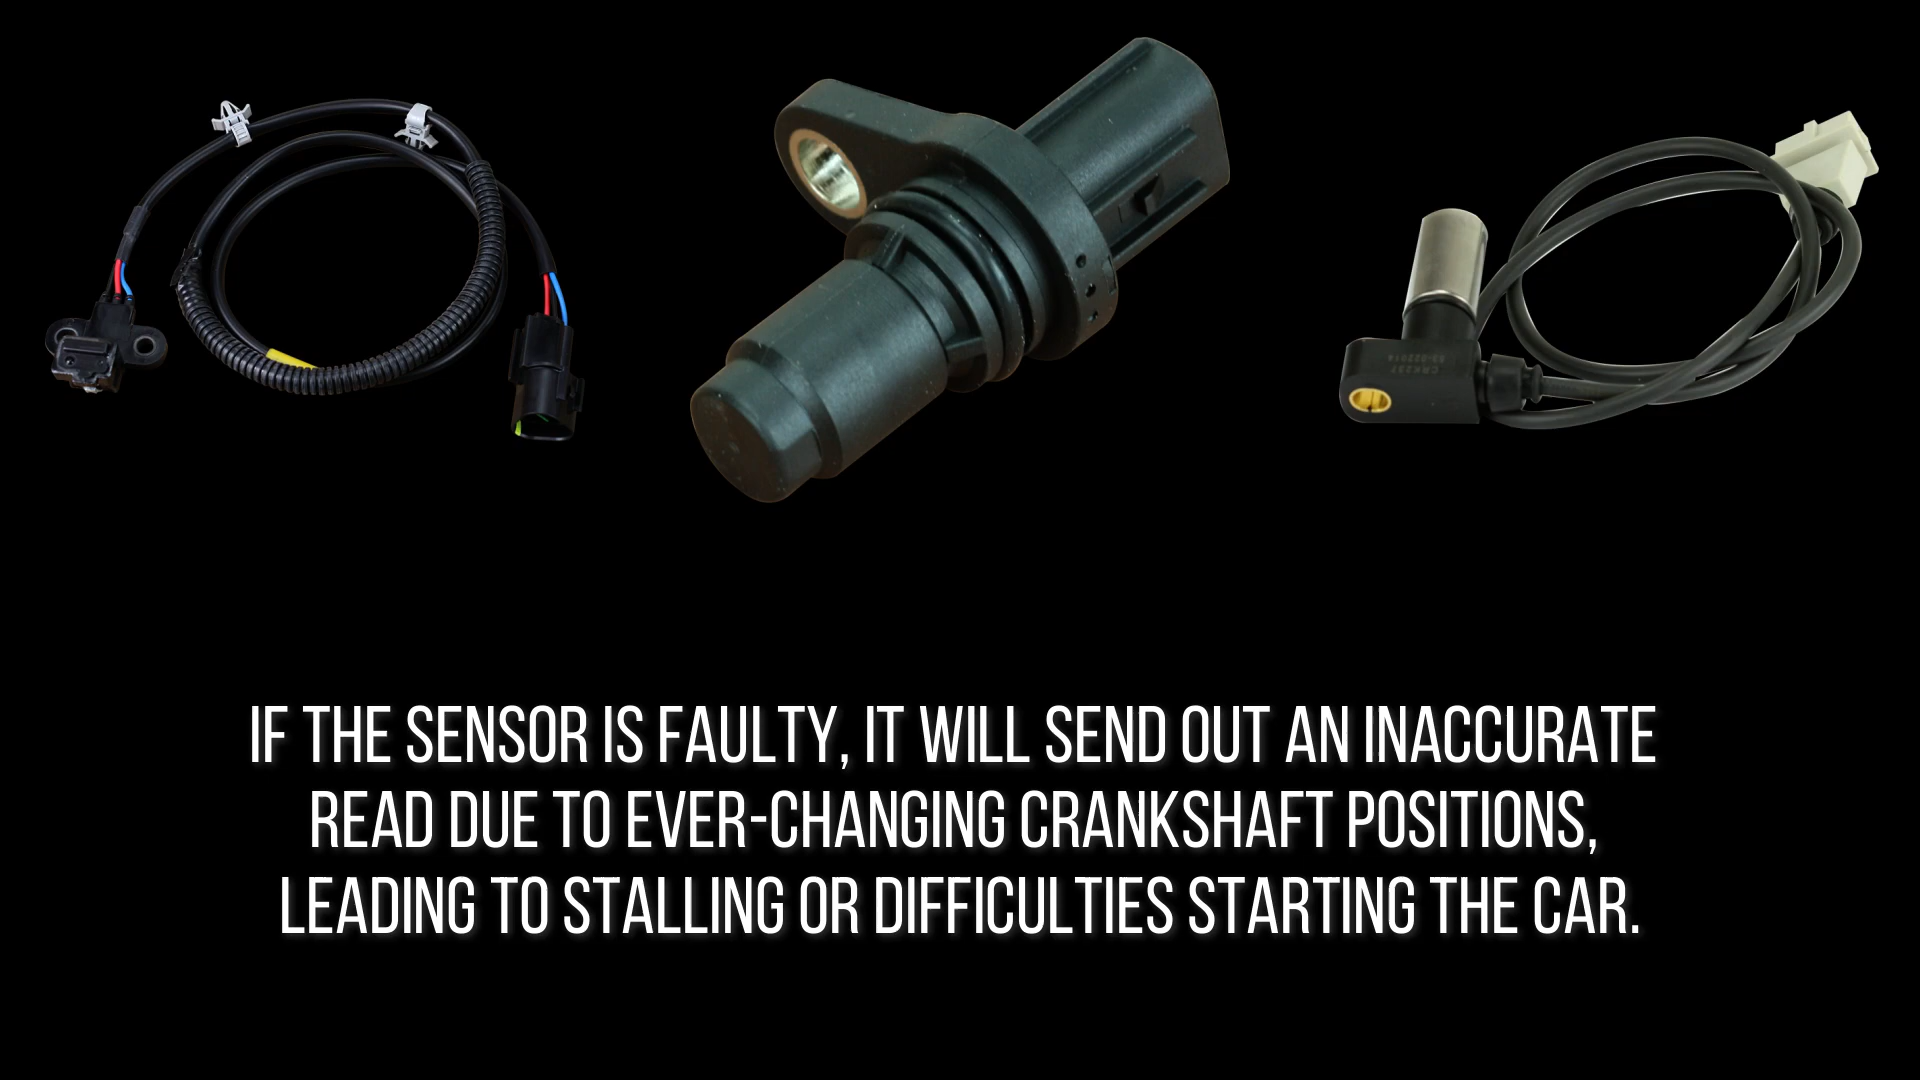 IF THE SENSOR IS FAULTY, IT WILL SEND OUT AN INACCURATE
READ DUE TO EVER-CHANGING CRANKSHAFT POSITIONS,
LEADING TO STALLING OR DIFFICULTIES STARTING THE CAR.